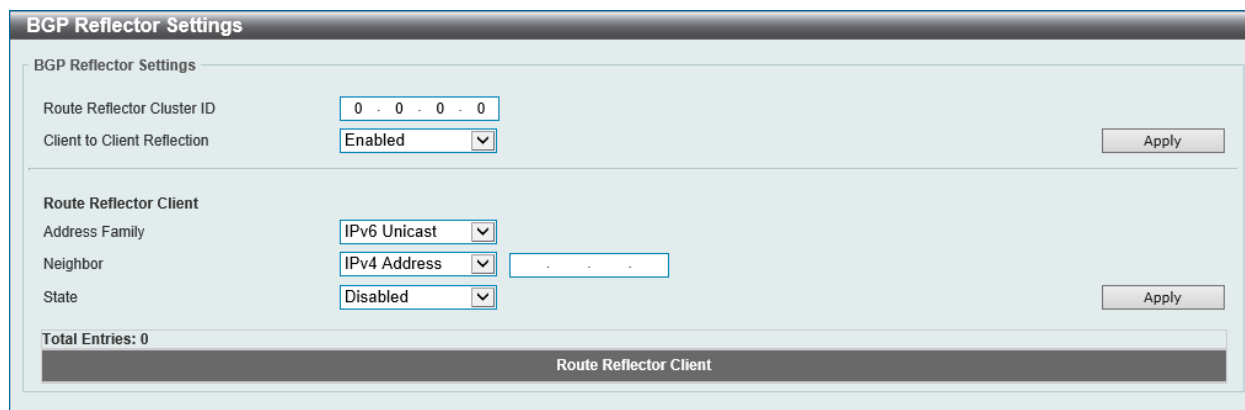 BGP Reflector Settings
BGP Reflector Settings
Route Reflector Cluster ID 0 . 0 . 0 . 0
Client to Client Reflection Enabled Apply
Route Reflector Client
Address Family IPv6 Unicast
Neighbor IPv4 Address . . .
State Disabled Apply
Total Entries: 0
Route Reflector Client